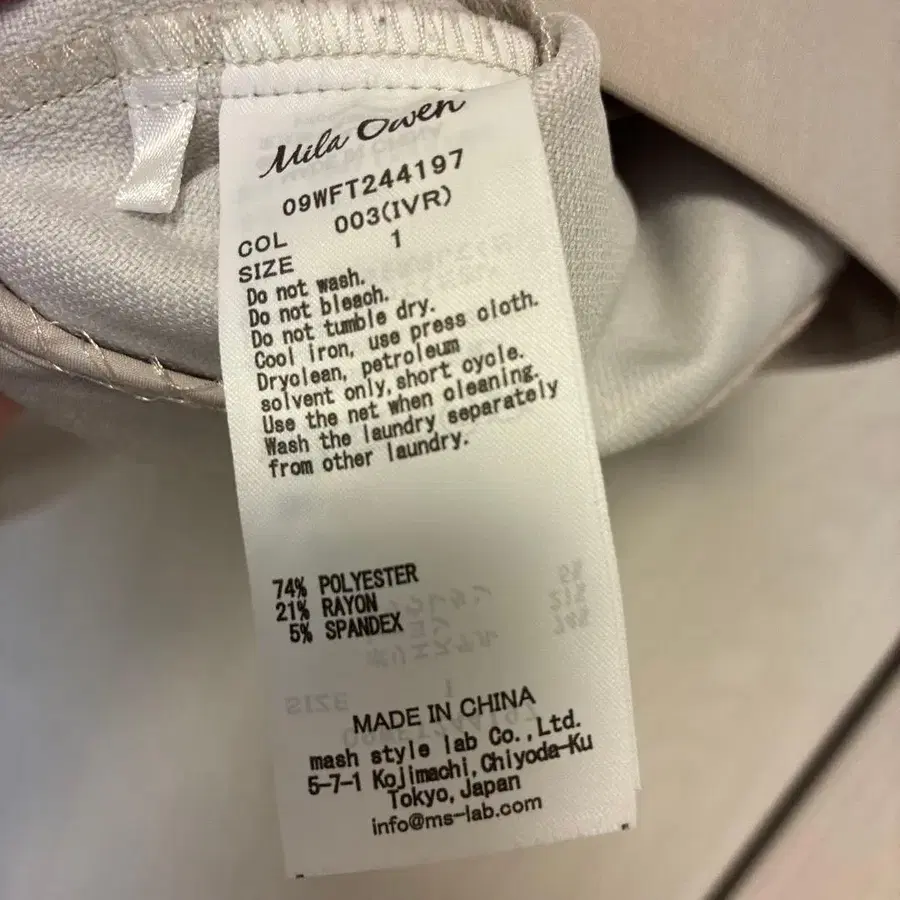 Mila Owen
09WFT244197
COL 003(IVR)
SIZE 1
Do not wash.
Do not bleach.
Do not tumble dry.
Cool iron, use press cloth.
Dryclean, petroleum
solvent only, short cycle.
Use the net when cleaning.
Wash the laundry separately
from other laundry.
74% POLYESTER
21% RAYON
5% SPANDEX
MADE IN CHINA
mash style lab Co.,Ltd.
5-7-1 Kojimachi,Chiyoda-Ku
Tokyo,Japan
info@ms-lab.com